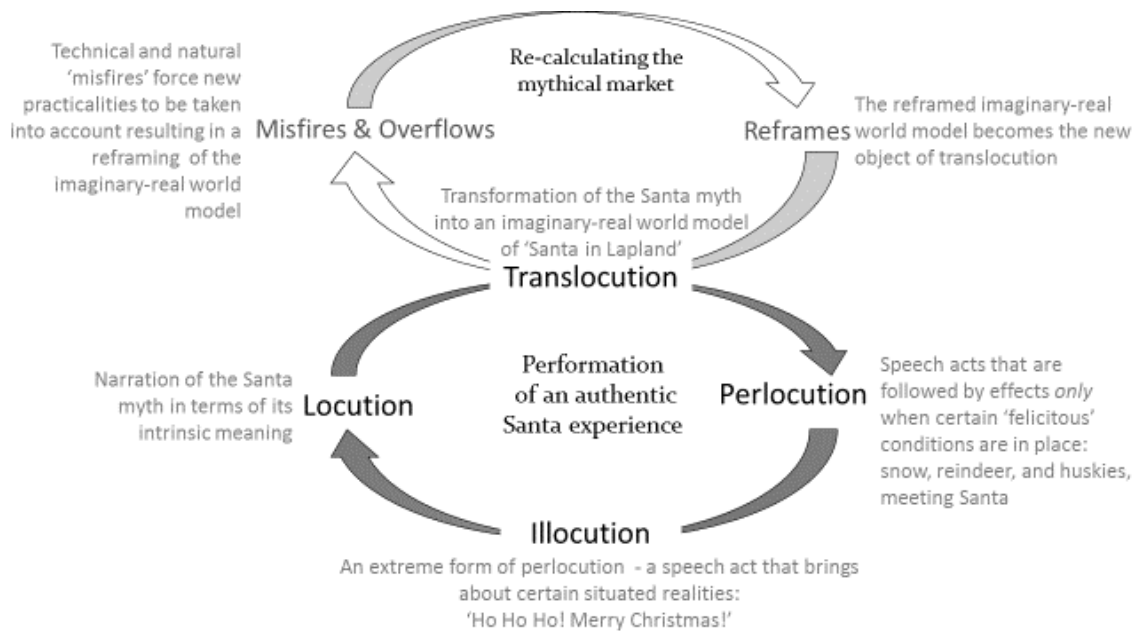 Technical and natural
‘misfires’ force new
practicalities to be taken
into account resulting in a
reframing of the
imaginary-real world
model
Re-calculating the
mythical market
Misfires & Overflows
Reframes
The reframed imaginary-real
world model becomes the new
object of translocution
Transformation of the Santa myth
into an imaginary-real world model
of ‘Santa in Lapland’
Translocution
Narration of the Santa
myth in terms of its
intrinsic meaning
Locution
Performation
of an authentic
Santa experience
Perlocution
Speech acts that are
followed by effects only
when certain ‘felicitous’
conditions are in place:
snow, reindeer, and huskies,
meeting Santa
Illocution
An extreme form of perlocution - a speech act that brings
about certain situated realities:
‘Ho Ho Ho! Merry Christmas!’